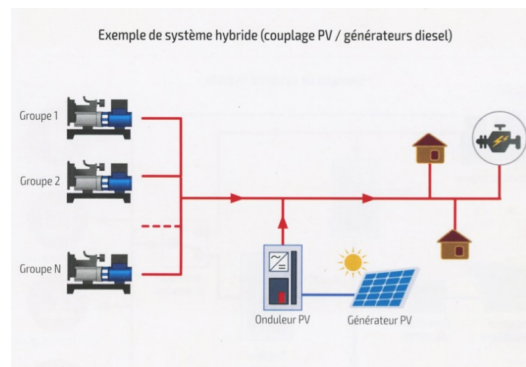 Exemple de système hybride (couplage PV / générateurs diesel)
Groupe 1
Groupe 2
Groupe N
Onduleur PV
Générateur PV